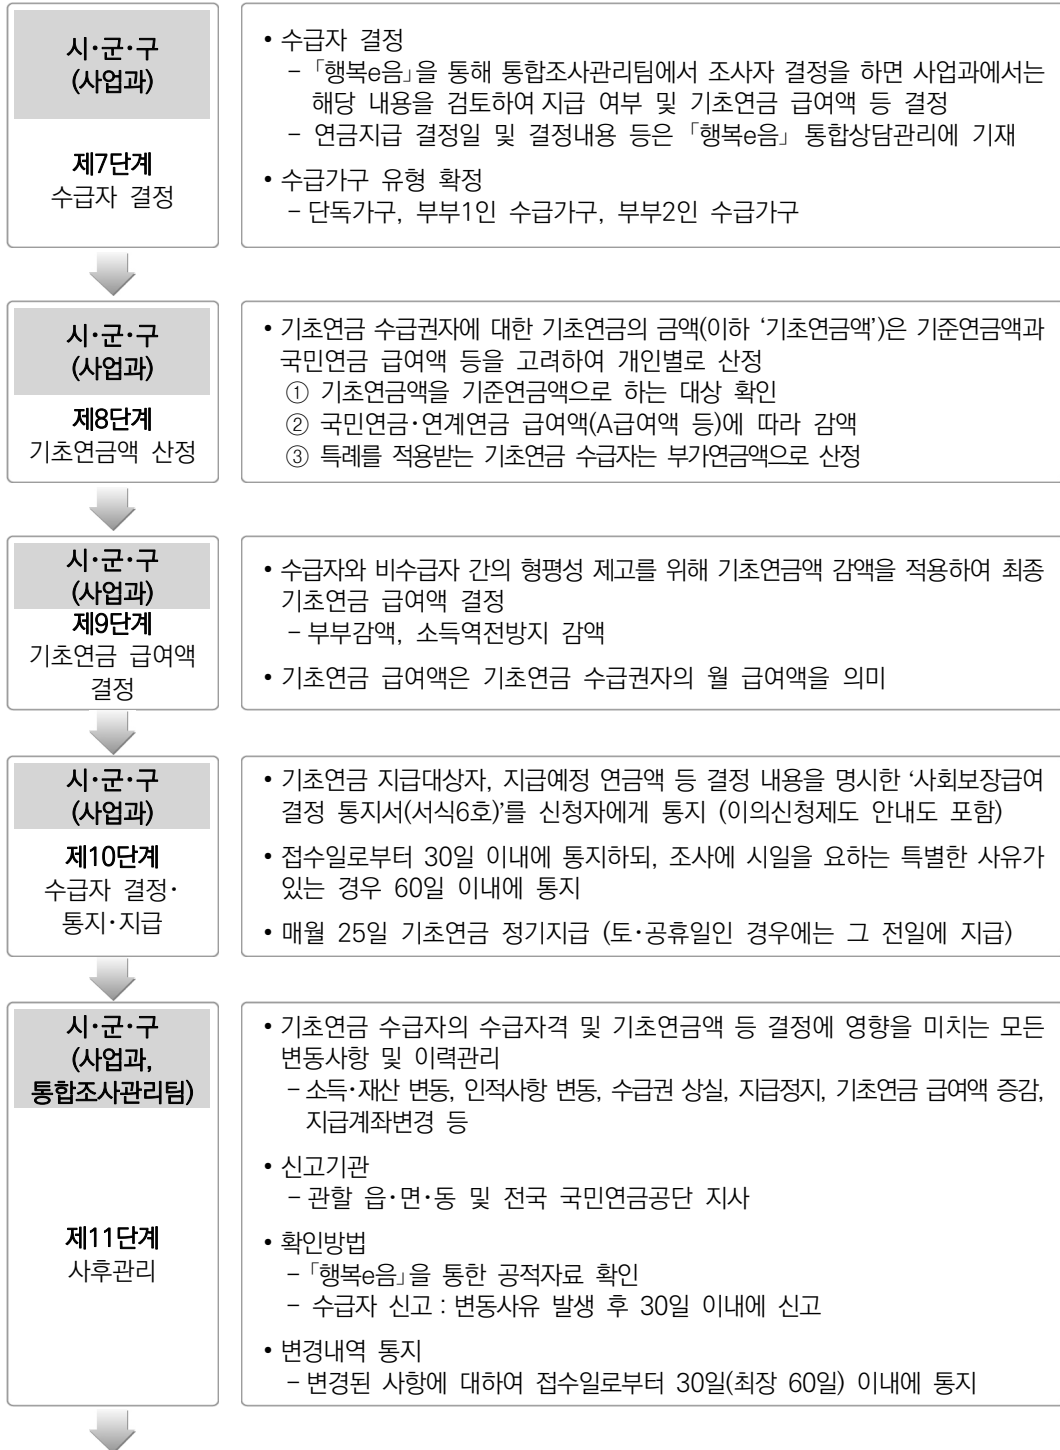 시·군·구
(사업과)
제7단계
수급자 결정
• 수급자 결정
- 「행복e음」을 통해 통합조사관리팀에서 조사자 결정을 하면 사업과에서는
해당 내용을 검토하여 지급 여부 및 기초연금 급여액 등 결정
- 연금지급 결정일 및 결정내용 등은 「행복e음」 통합상담관리에 기재
• 수급가구 유형 확정
- 단독가구, 부부1인 수급가구, 부부2인 수급가구
시·군·구
(사업과)
제8단계
기초연금액 산정
• 기초연금 수급권자에 대한 기초연금의 금액(이하 ‘기초연금액’)은 기준연금액과
국민연금 급여액 등을 고려하여 개인별로 산정
① 기초연금액을 기준연금액으로 하는 대상 확인
② 국민연금·연계연금 급여액(A급여액 등)에 따라 감액
③ 특례를 적용받는 기초연금 수급자는 부가연금액으로 산정
시·군·구
(사업과)
제9단계
기초연금 급여액
결정
• 수급자와 비수급자 간의 형평성 제고를 위해 기초연금액 감액을 적용하여 최종
기초연금 급여액 결정
- 부부감액, 소득역전방지 감액
• 기초연금 급여액은 기초연금 수급권자의 월 급여액을 의미
시·군·구
(사업과)
제10단계
수급자 결정·
통지·지급
• 기초연금 지급대상자, 지급예정 연금액 등 결정 내용을 명시한 ‘사회보장급여
결정 통지서(서식6호)’를 신청자에게 통지 (이의신청제도 안내도 포함)
• 접수일로부터 30일 이내에 통지하되, 조사에 시일을 요하는 특별한 사유가
있는 경우 60일 이내에 통지
• 매월 25일 기초연금 정기지급 (토·공휴일인 경우에는 그 전일에 지급)
시·군·구
(사업과,
통합조사관리팀)
제11단계
사후관리
• 기초연금 수급자의 수급자격 및 기초연금액 등 결정에 영향을 미치는 모든
변동사항 및 이력관리
- 소득·재산 변동, 인적사항 변동, 수급권 상실, 지급정지, 기초연금 급여액 증감,
지급계좌변경 등
• 신고기관
- 관할 읍·면·동 및 전국 국민연금공단 지사
• 확인방법
- 「행복e음」을 통한 공적자료 확인
- 수급자 신고 : 변동사유 발생 후 30일 이내에 신고
• 변경내역 통지
- 변경된 사항에 대하여 접수일로부터 30일(최장 60일) 이내에 통지